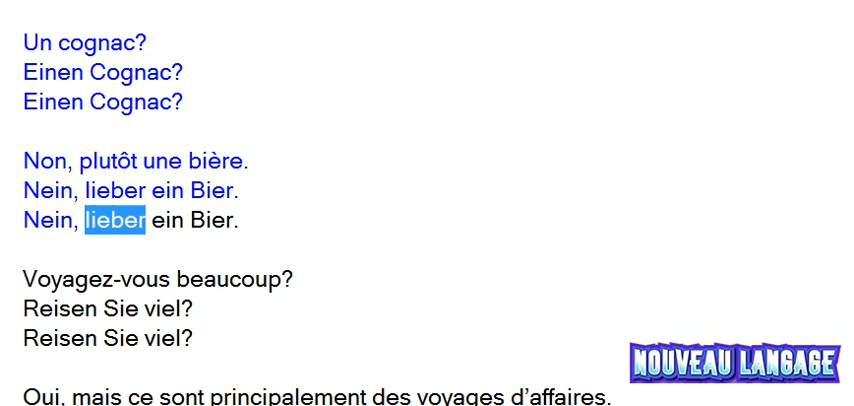 Un cognac?
Einen Cognac?
Einen Cognac?
Non, plutôt une bière.
Nein, lieber ein Bier.
Nein, lieber ein Bier.
Voyagez-vous beaucoup?
Reisen Sie viel?
Reisen Sie viel?
NOUVEAU LANGAGE
Oui, mais ce sont principalement des voyages d’affaires.